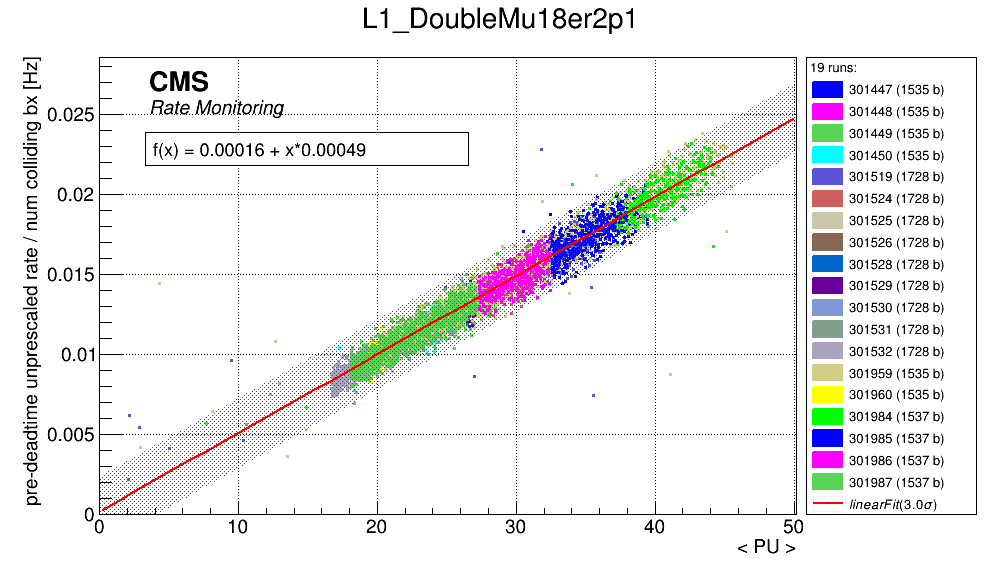 L1_DoubleMu18er2p1
pre-deadtime unprescaled rate / num colliding bx [Hz]
CMS
Rate Monitoring
f(x) = 0.00016 + x*0.00049
0.025
0.02
0.015
0.01
0.005
0
0 10 20 30 40 50
< PU >
19 runs:
301447 (1535 b)
301448 (1535 b)
301449 (1535 b)
301450 (1535 b)
301519 (1728 b)
301524 (1728 b)
301525 (1728 b)
301526 (1728 b)
301528 (1728 b)
301529 (1728 b)
301530 (1728 b)
301531 (1728 b)
301532 (1728 b)
301959 (1535 b)
301960 (1535 b)
301984 (1537 b)
301985 (1537 b)
301986 (1537 b)
301987 (1537 b)
linearFit(3.0σ)